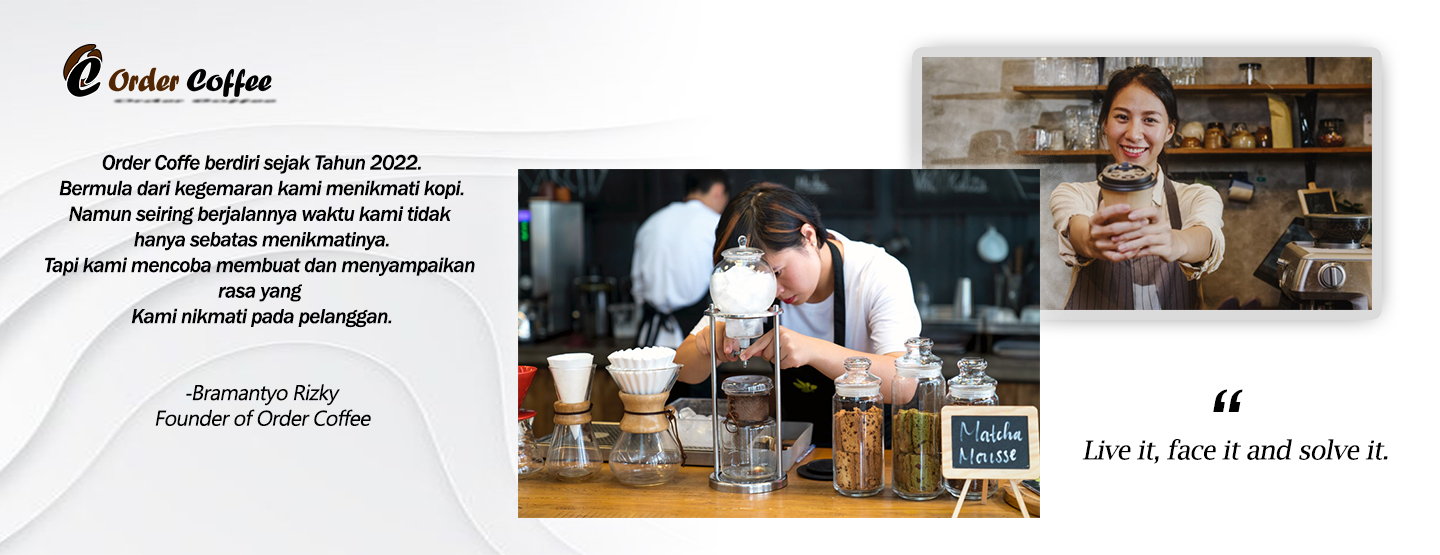 Order Coffee
Order Coffe berdiri sejak Tahun 2022.
Bermula dari kegemaran kami menikmati kopi.
Namun seiring berjalannya waktu kami tidak
hanya sebatas menikmatinya.
Tapi kami mencoba membuat dan menyampaikan
rasa yang
Kami nikmati pada pelanggan.
-Bramantyo Rizky
Founder of Order Coffee
Matcha
Mousse
“
Live it, face it and solve it.